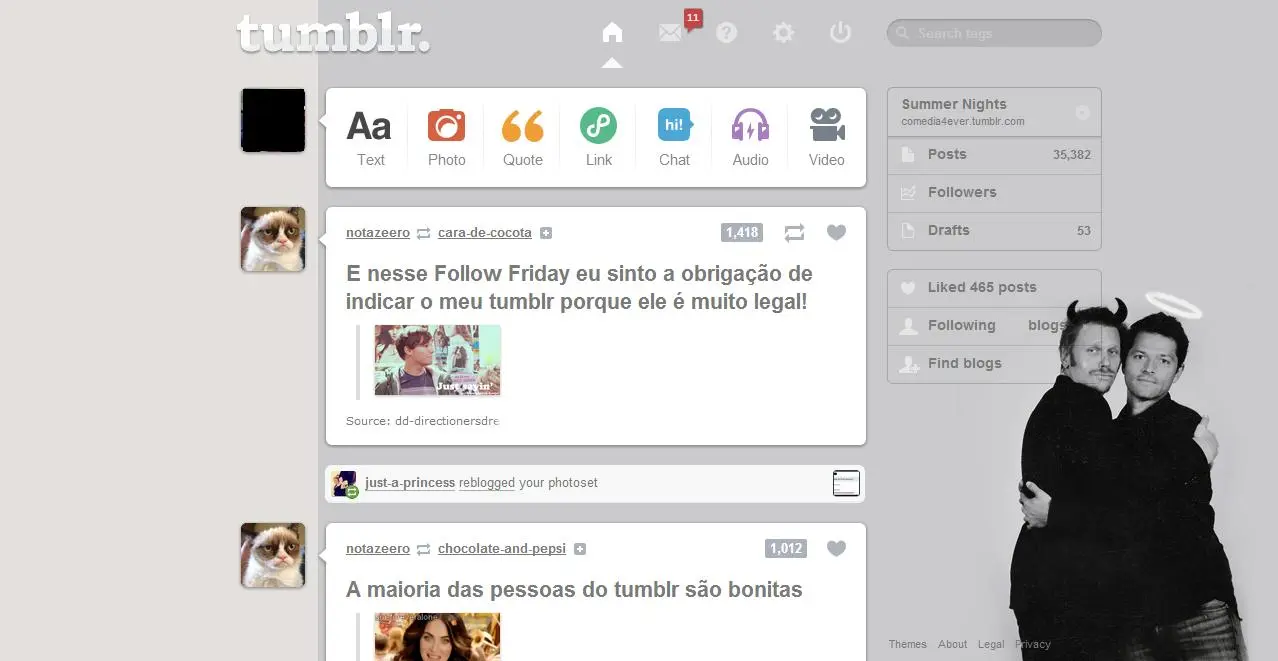 tumblr.
11
?
Search tags
Aa
Text
Photo
Quote
Link
hi!
Chat
Audio
Video
Summer Nights
comedia4ever.tumblr.com
Posts 35,382
Followers
Drafts 53
Liked 465 posts
Following blogs
Find blogs
notazeero cara-de-cocota 1,418
E nesse Follow Friday eu sinto a obrigação de
indicar o meu tumblr porque ele é muito legal!
Just sayin'
Source: dd-directionersdre
just-a-princess reblogged your photoset
notazeero chocolate-and-pepsi 1,012
A maioria das pessoas do tumblr são bonitas
Themes About Legal Privacy